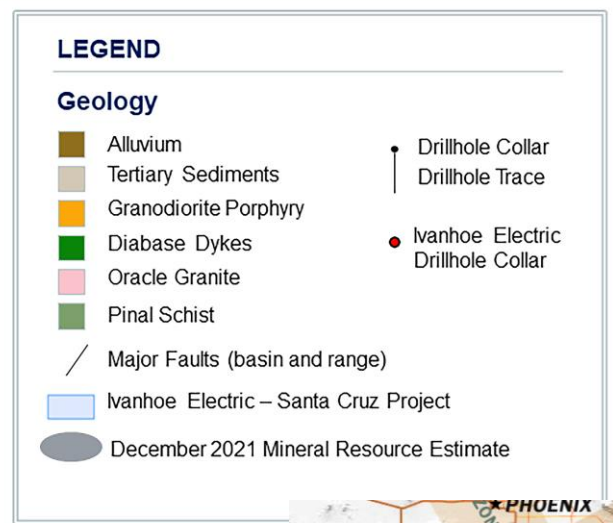 LEGEND
Geology
Alluvium
Tertiary Sediments
Granodiorite Porphyry
Diabase Dykes
Oracle Granite
Pinal Schist
Drillhole Collar
Drillhole Trace
Ivanhoe Electric
Drillhole Collar
Major Faults (basin and range)
Ivanhoe Electric – Santa Cruz Project
December 2021 Mineral Resource Estimate
PHOENIX